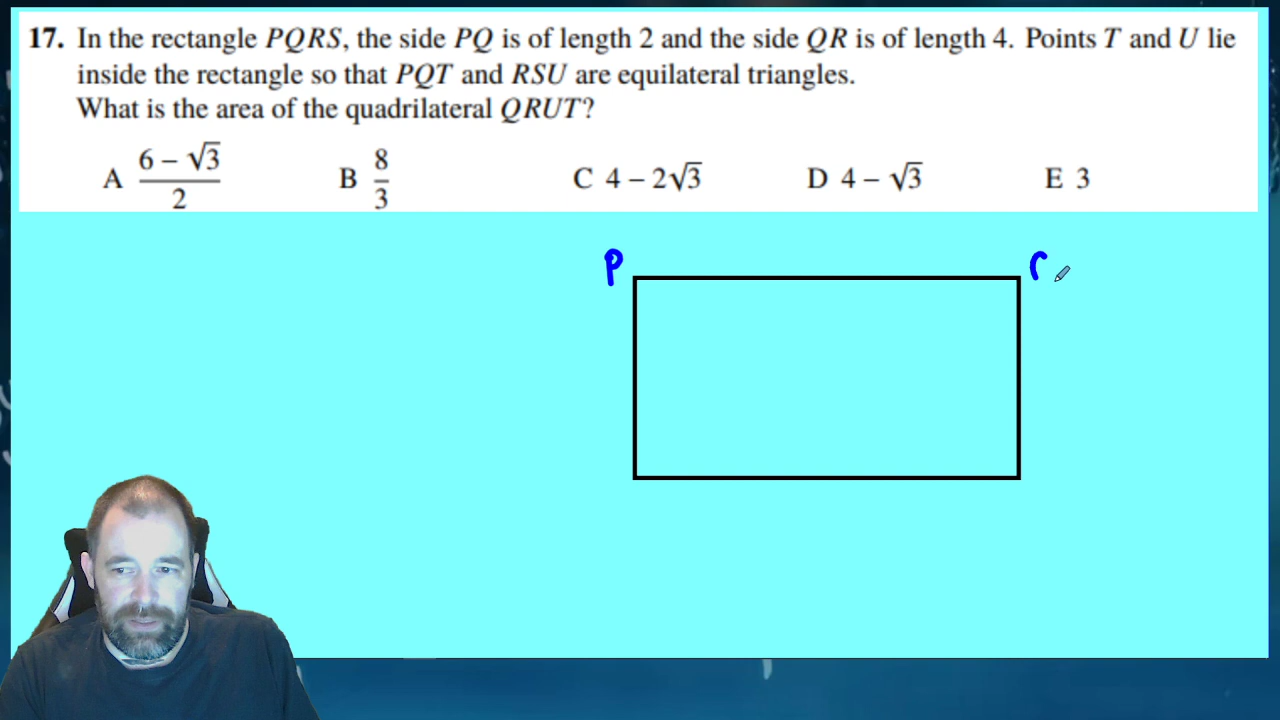 17. In the rectangle PQRS, the side PQ is of length 2 and the side QR is of length 4. Points T and U lie
inside the rectangle so that PQT and RSU are equilateral triangles.
What is the area of the quadrilateral QRUT?
A (6 – √3)/2 B 8/3 C 4 – 2√3 D 4 – √3 E 3
P